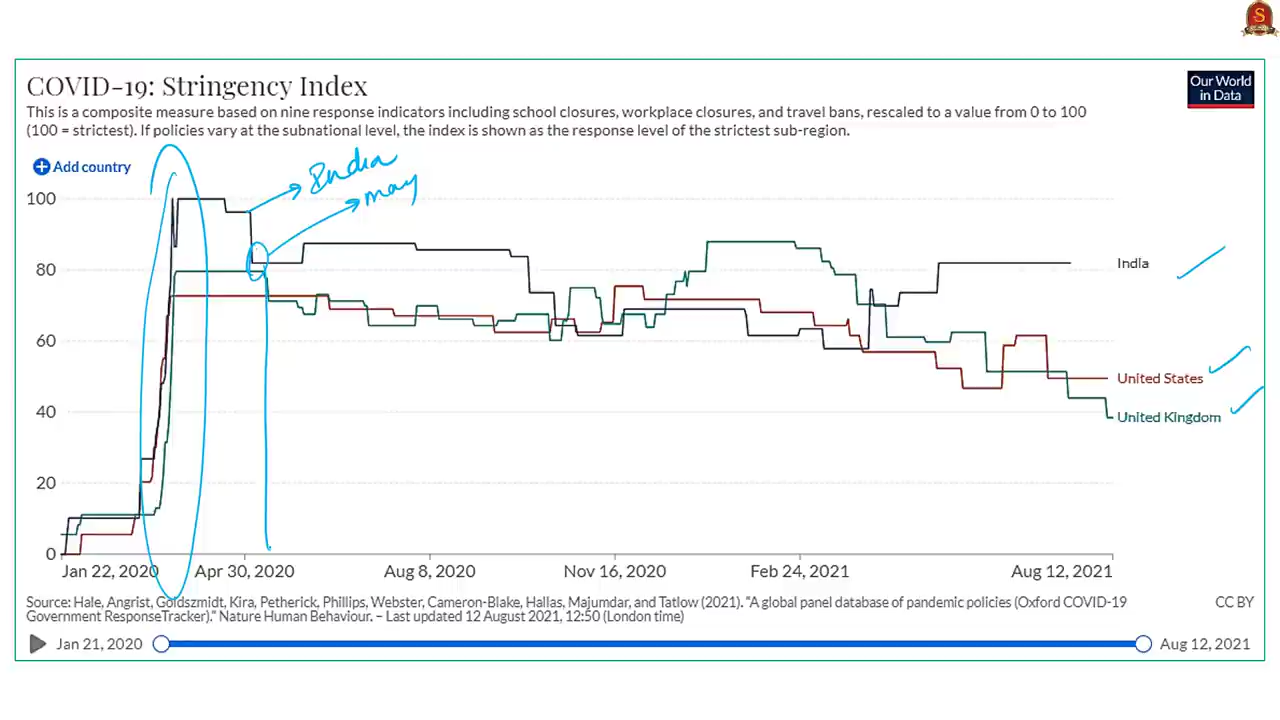 COVID-19: Stringency Index
Our World
in Data
This is a composite measure based on nine response indicators including school closures, workplace closures, and travel bans, rescaled to a value from 0 to 100
(100 = strictest). If policies vary at the subnational level, the index is shown as the response level of the strictest sub-region.
Add country
India
may
100
80
60
40
20
0
India
United States
United Kingdom
Jan 22, 2020 Apr 30, 2020 Aug 8, 2020 Nov 16, 2020 Feb 24, 2021 Aug 12, 2021
Source: Hale, Angrist, Goldszmidt, Kira, Petherick, Phillips, Webster, Cameron-Blake, Hallas, Majumdar, and Tatlow (2021). "A global panel database of pandemic policies (Oxford COVID-19
Government ResponseTracker)." Nature Human Behaviour. – Last updated 12 August 2021, 12:50 (London time)
CC BY
Jan 21, 2020 Aug 12, 2021